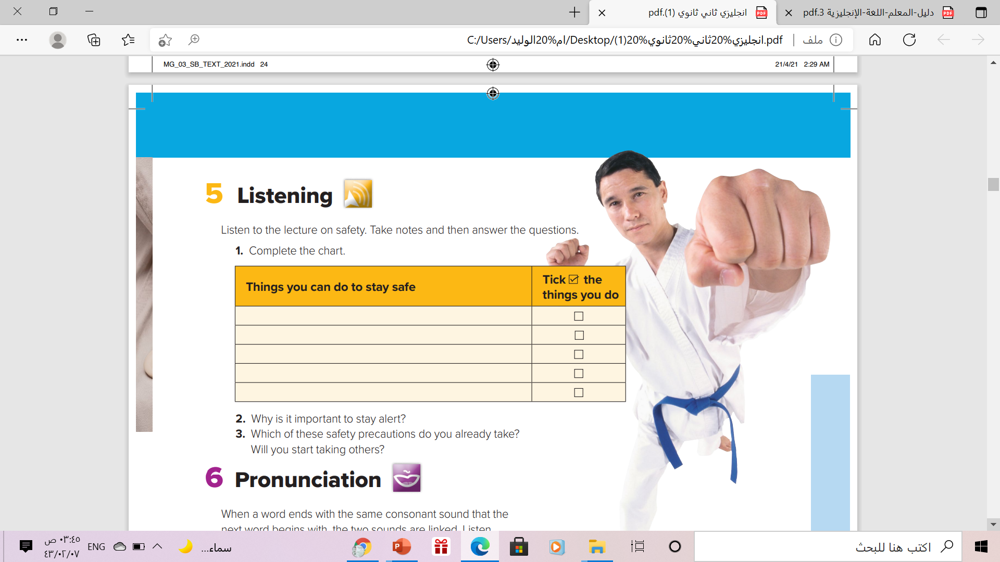 انجليزي ثاني ثانوي (1).pdf
دليل-المعلم-اللغة-الإنجليزية 3.pdf
C:/Users/ام%20الوليد/Desktop/انجليزي%20ثاني%20ثانوي%20(1).pdf
ملف
MG_03_SB_TEXT_2021.indd 24
21/4/21 2:29 AM
5 Listening
Listen to the lecture on safety. Take notes and then answer the questions.
1. Complete the chart.
Things you can do to stay safe
Tick ☑ the
things you do
2. Why is it important to stay alert?
3. Which of these safety precautions do you already take?
Will you start taking others?
6 Pronunciation
When a word ends with the same consonant sound that the
next word begins with, the two sounds are linked. Listen
٠٣:٤٥ ص
٤٣/٠٢/٠٧
ENG
سماء...
اكتب هنا للبحث